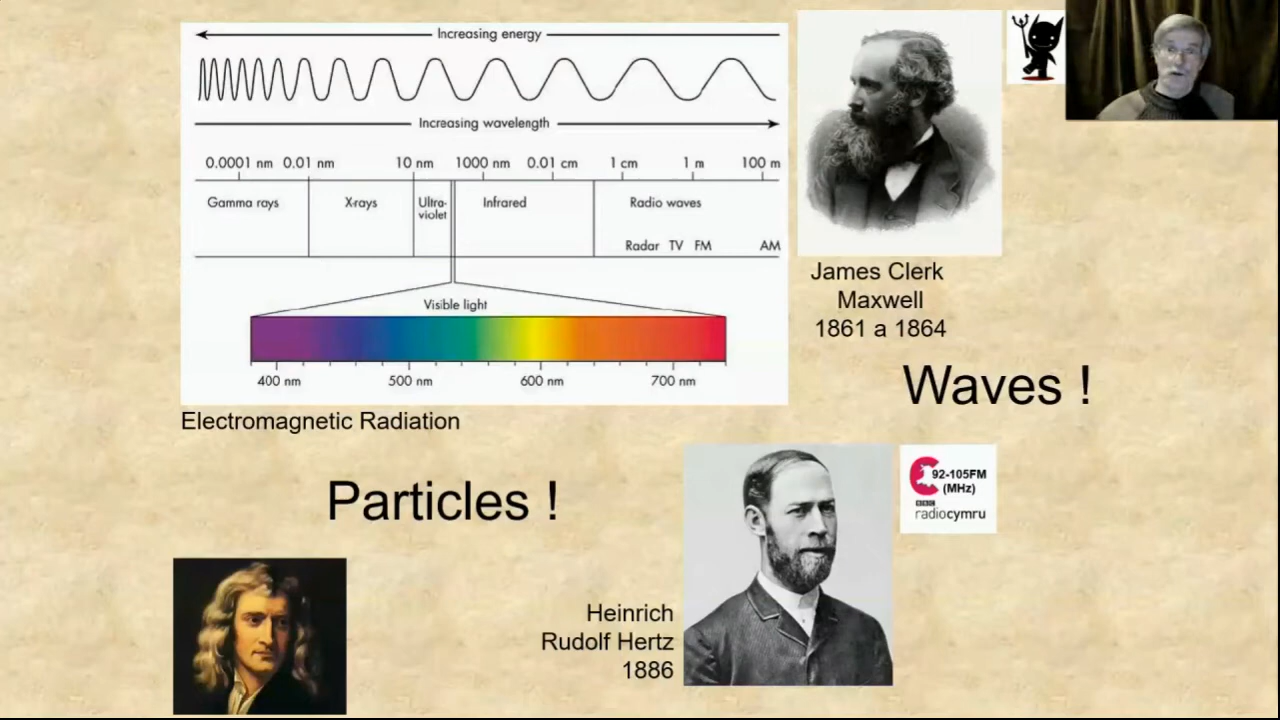 Increasing energy
Increasing wavelength
0.0001 nm 0.01 nm 10 nm 1000 nm 0.01 cm 1 cm 1 m 100 m
Gamma rays X-rays Ultra- Infrared Radio waves
violet
Radar TV FM AM
Visible light
400 nm 500 nm 600 nm 700 nm
Electromagnetic Radiation
James Clerk
Maxwell
1861 a 1864
Waves !
Particles !
92-105FM
(MHz)
BBC
radiocymru
Heinrich
Rudolf Hertz
1886